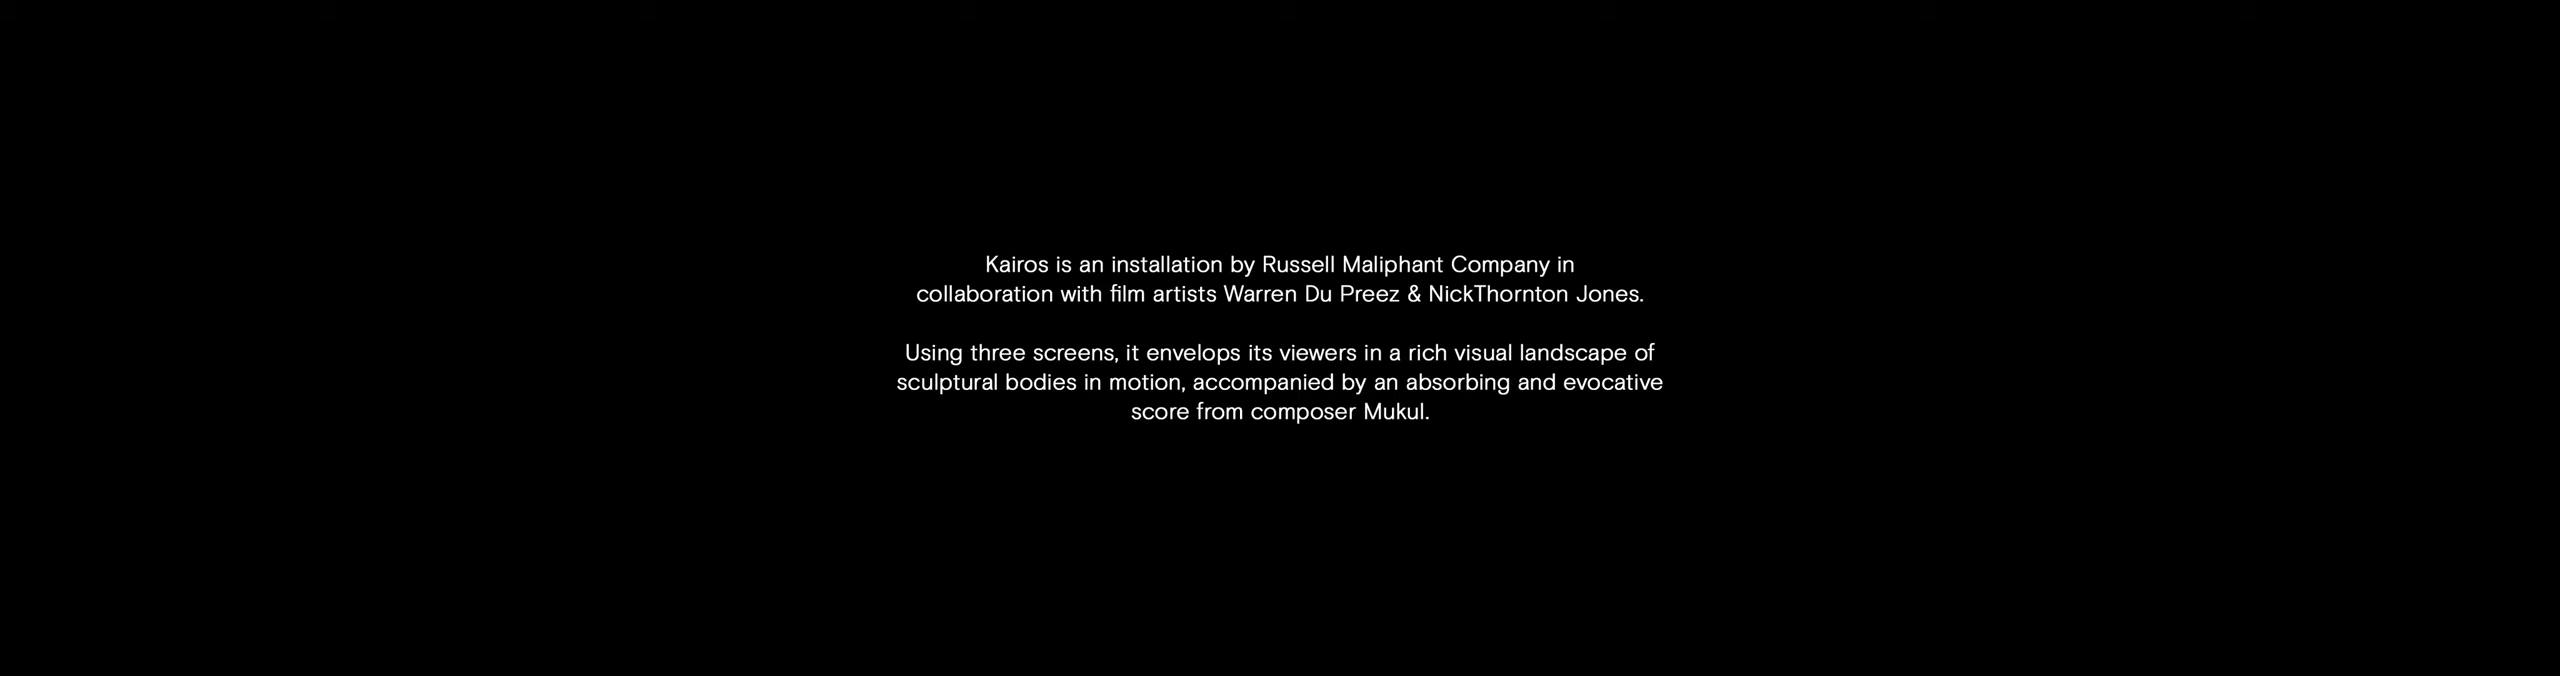 Kairos is an installation by Russell Maliphant Company in
collaboration with film artists Warren Du Preez & NickThornton Jones.
Using three screens, it envelops its viewers in a rich visual landscape of
sculptural bodies in motion, accompanied by an absorbing and evocative
score from composer Mukul.